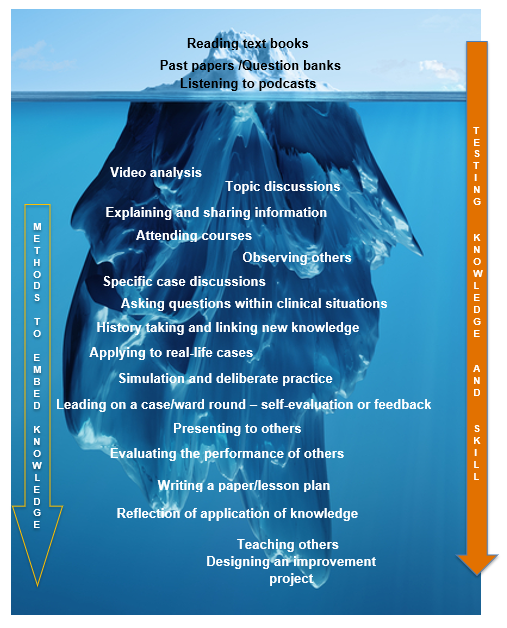 Reading text books
Past papers /Question banks
Listening to podcasts
Video analysis
Topic discussions
Explaining and sharing information
Attending courses
Observing others
Specific case discussions
Asking questions within clinical situations
History taking and linking new knowledge
Applying to real-life cases
Simulation and deliberate practice
Leading on a case/ward round – self-evaluation or feedback
Presenting to others
Evaluating the performance of others
Writing a paper/lesson plan
Reflection of application of knowledge
Teaching others
Designing an improvement
project
METHODS TO EMBED KNOWLEDGE
TESTING KNOWLEDGE AND SKILL